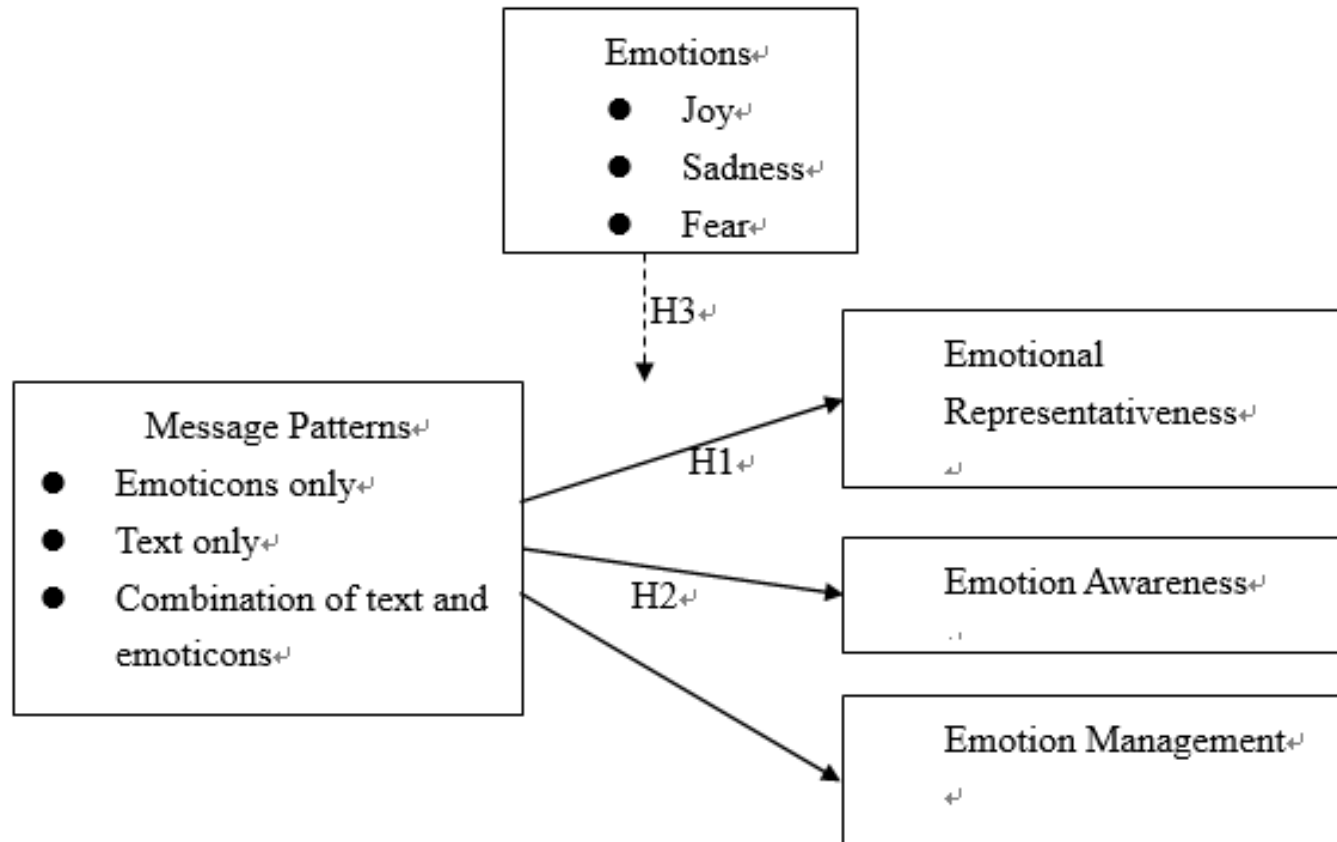 Emotions↵
● Joy↵
● Sadness↵
● Fear↵
H3↵
Message Patterns↵
● Emoticons only↵
● Text only↵
● Combination of text and
emoticons↵
H1↵
H2↵
Emotional
Representativeness↵
↵
Emotion Awareness↵
↵
Emotion Management↵
↵